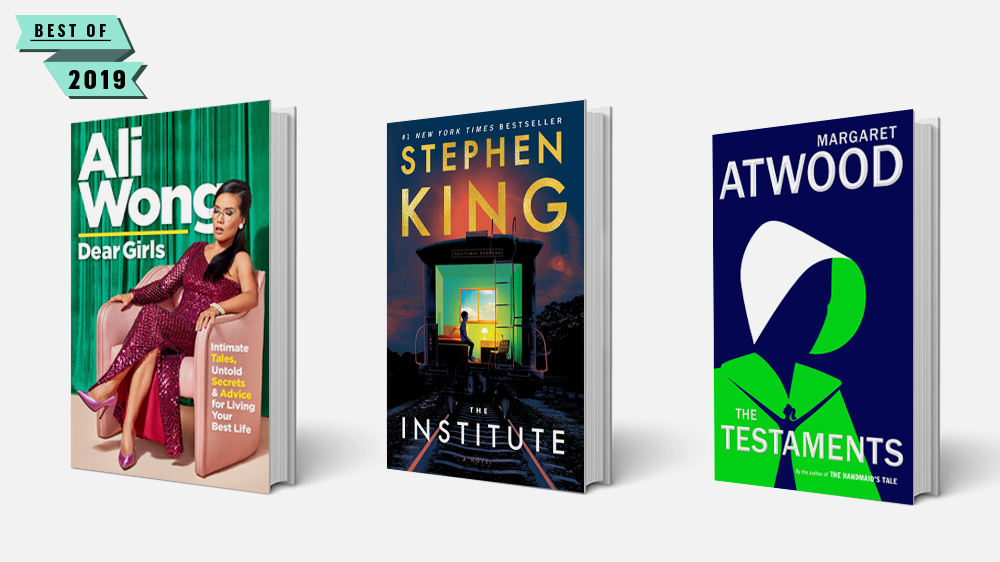 BEST OF
2019
Ali
Wong
Dear Girls
Intimate
Tales,
Untold
Secrets
& Advice
for Living
Your
Best Life
#1 NEW YORK TIMES BESTSELLER
STEPHEN
KING
THE
INSTITUTE
A NOVEL
MARGARET
ATWOOD
THE
TESTAMENTS
By the author of THE HANDMAID'S TALE